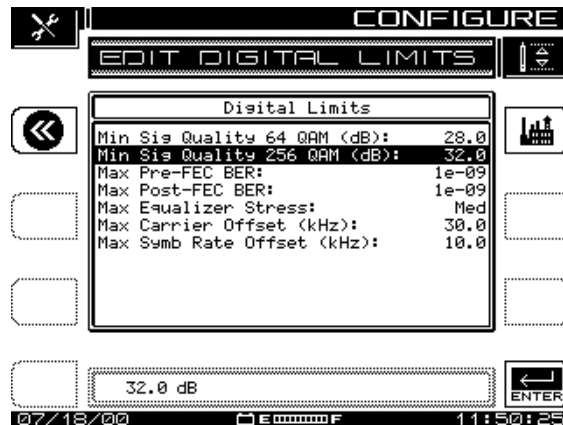 CONFIGURE
EDIT DIGITAL LIMITS
Digital Limits
Min Sig Quality 64 QAM (dB): 28.0
Min Sig Quality 256 QAM (dB): 32.0
Max Pre-FEC BER: 1e-09
Max Post-FEC BER: 1e-09
Max Equalizer Stress: Med
Max Carrier Offset (kHz): 30.0
Max Symb Rate Offset (kHz): 10.0
32.0 dB
ENTER
07/18/00 E F 11:50:25